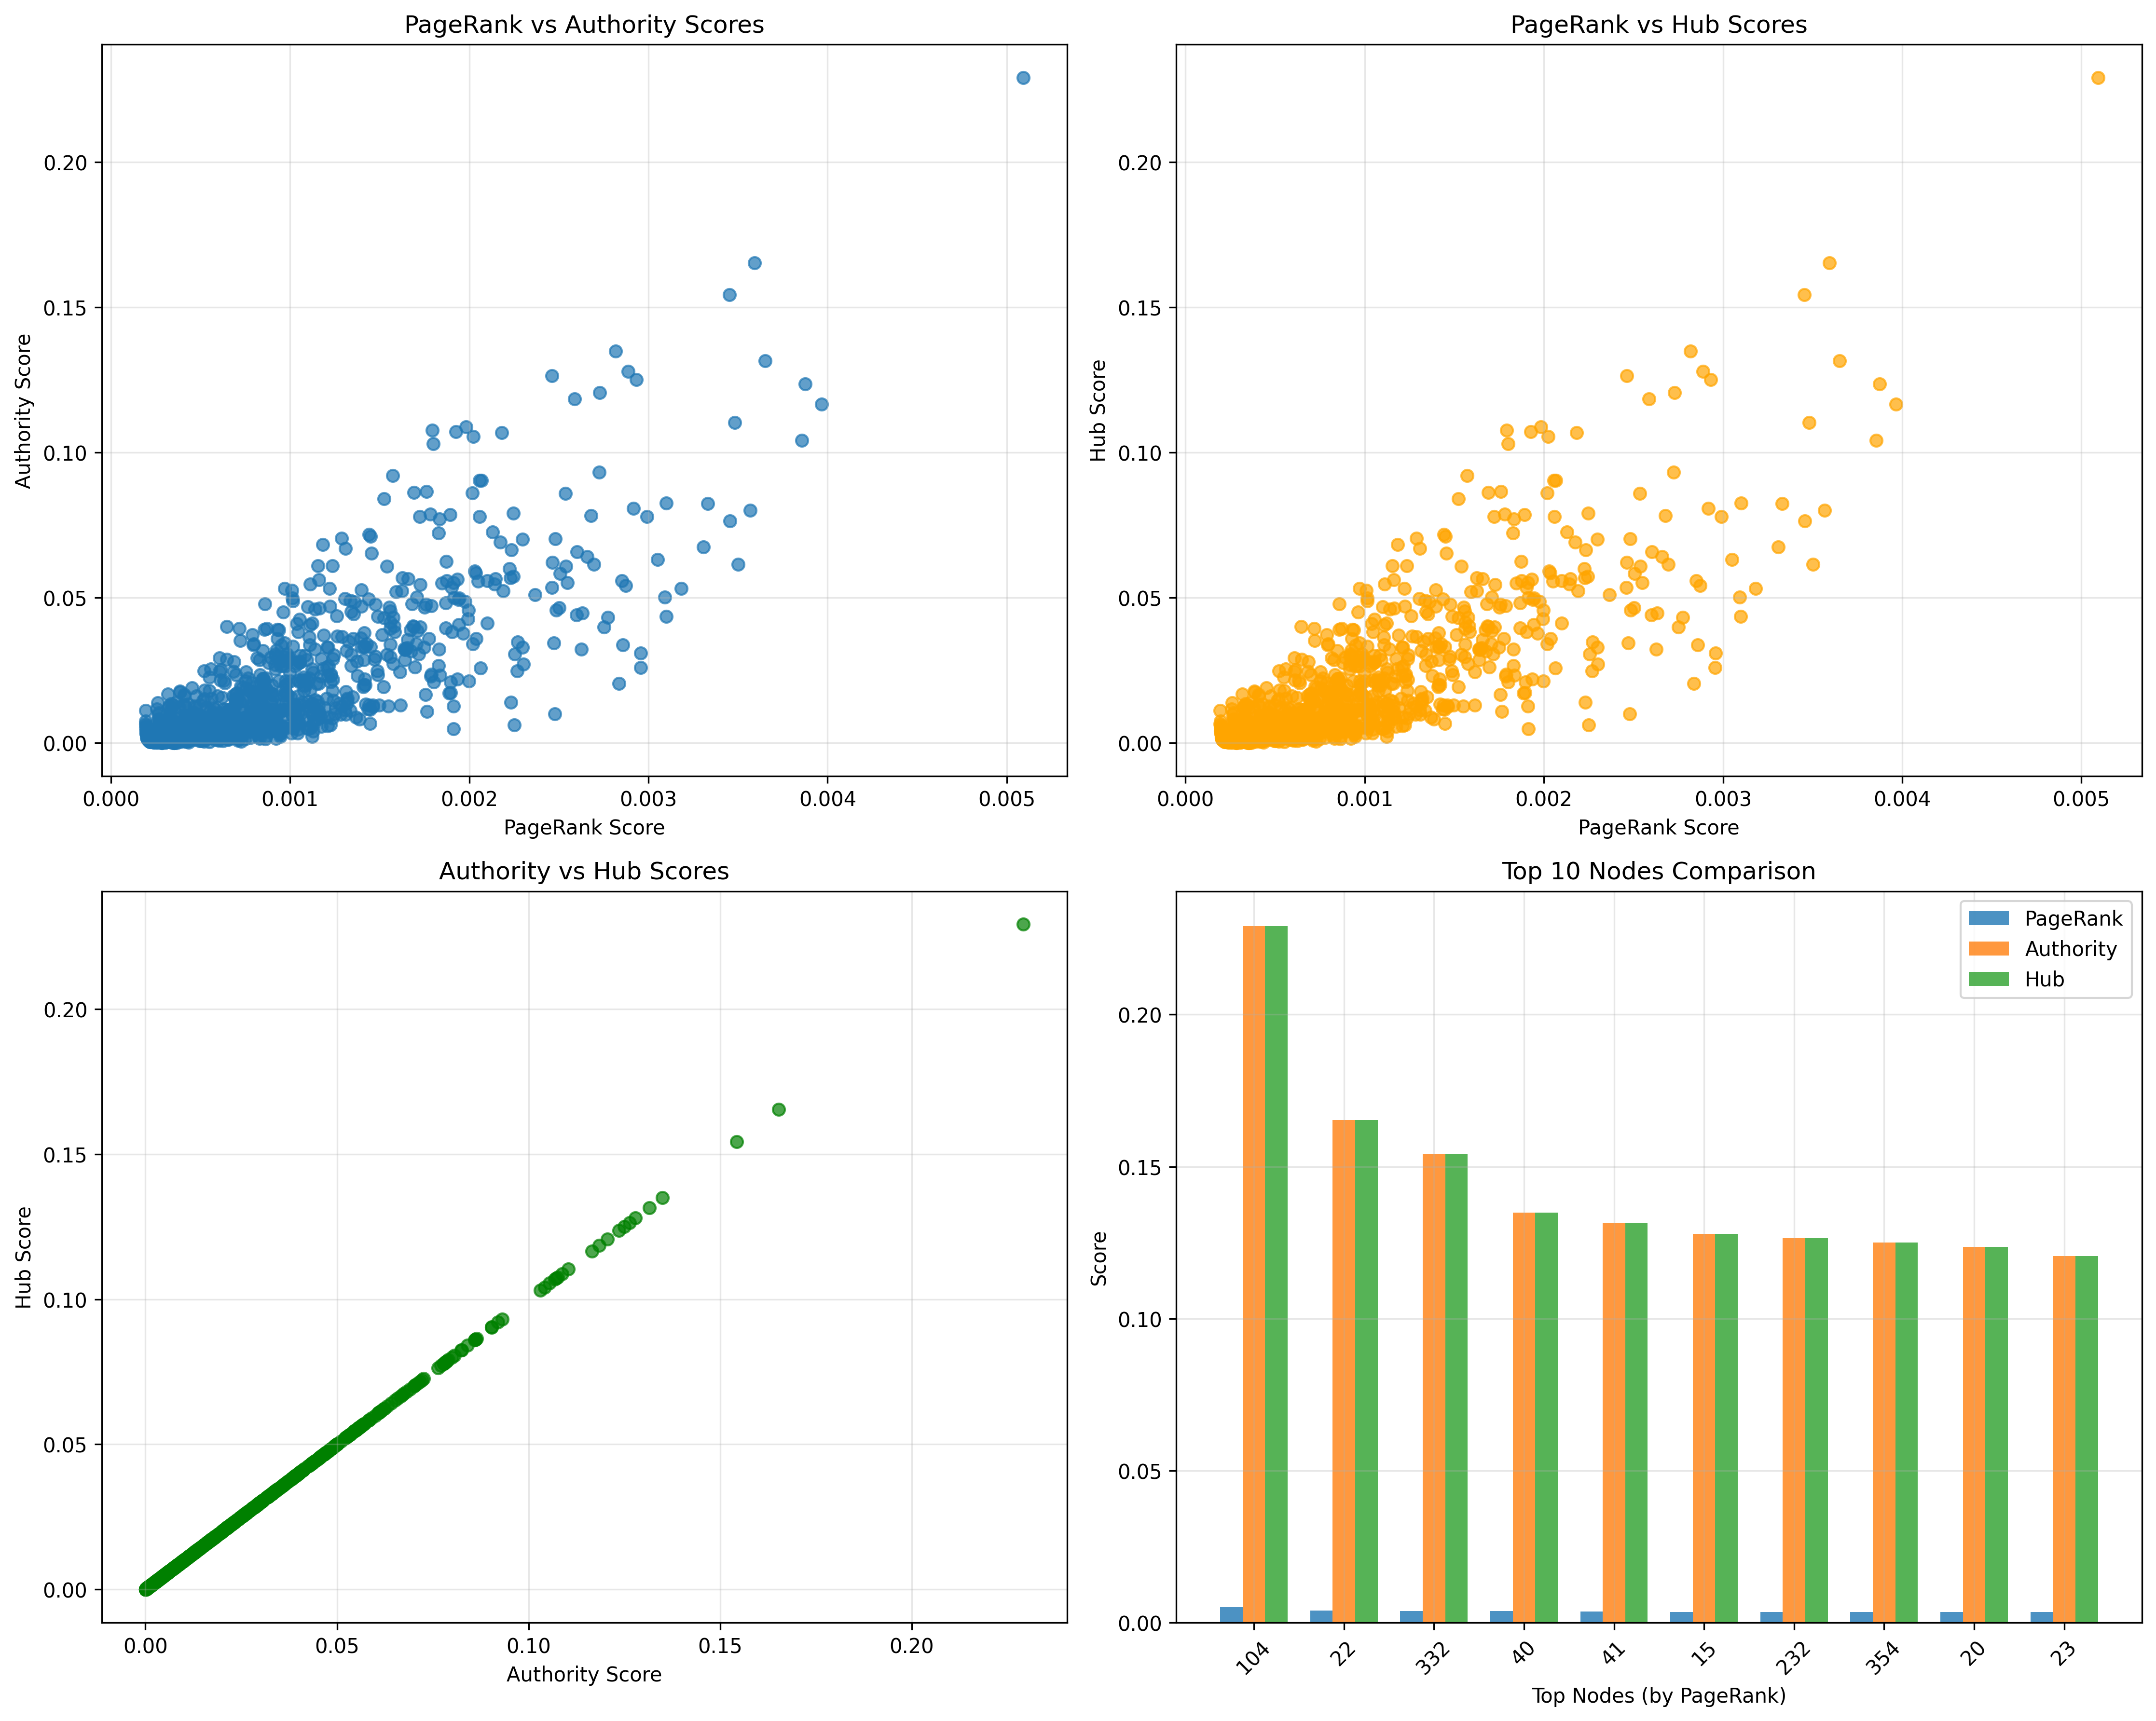 PageRank vs Authority Scores
Authority Score
0.20
0.15
0.10
0.05
0.00
0.000 0.001 0.002 0.003 0.004 0.005
PageRank Score
PageRank vs Hub Scores
Hub Score
0.20
0.15
0.10
0.05
0.00
0.000 0.001 0.002 0.003 0.004 0.005
PageRank Score
Authority vs Hub Scores
Hub Score
0.20
0.15
0.10
0.05
0.00
0.00 0.05 0.10 0.15 0.20
Authority Score
Top 10 Nodes Comparison
PageRank
Authority
Hub
Score
0.20
0.15
0.10
0.05
0.00
104 22 332 40 41 15 232 354 20 23
Top Nodes (by PageRank)